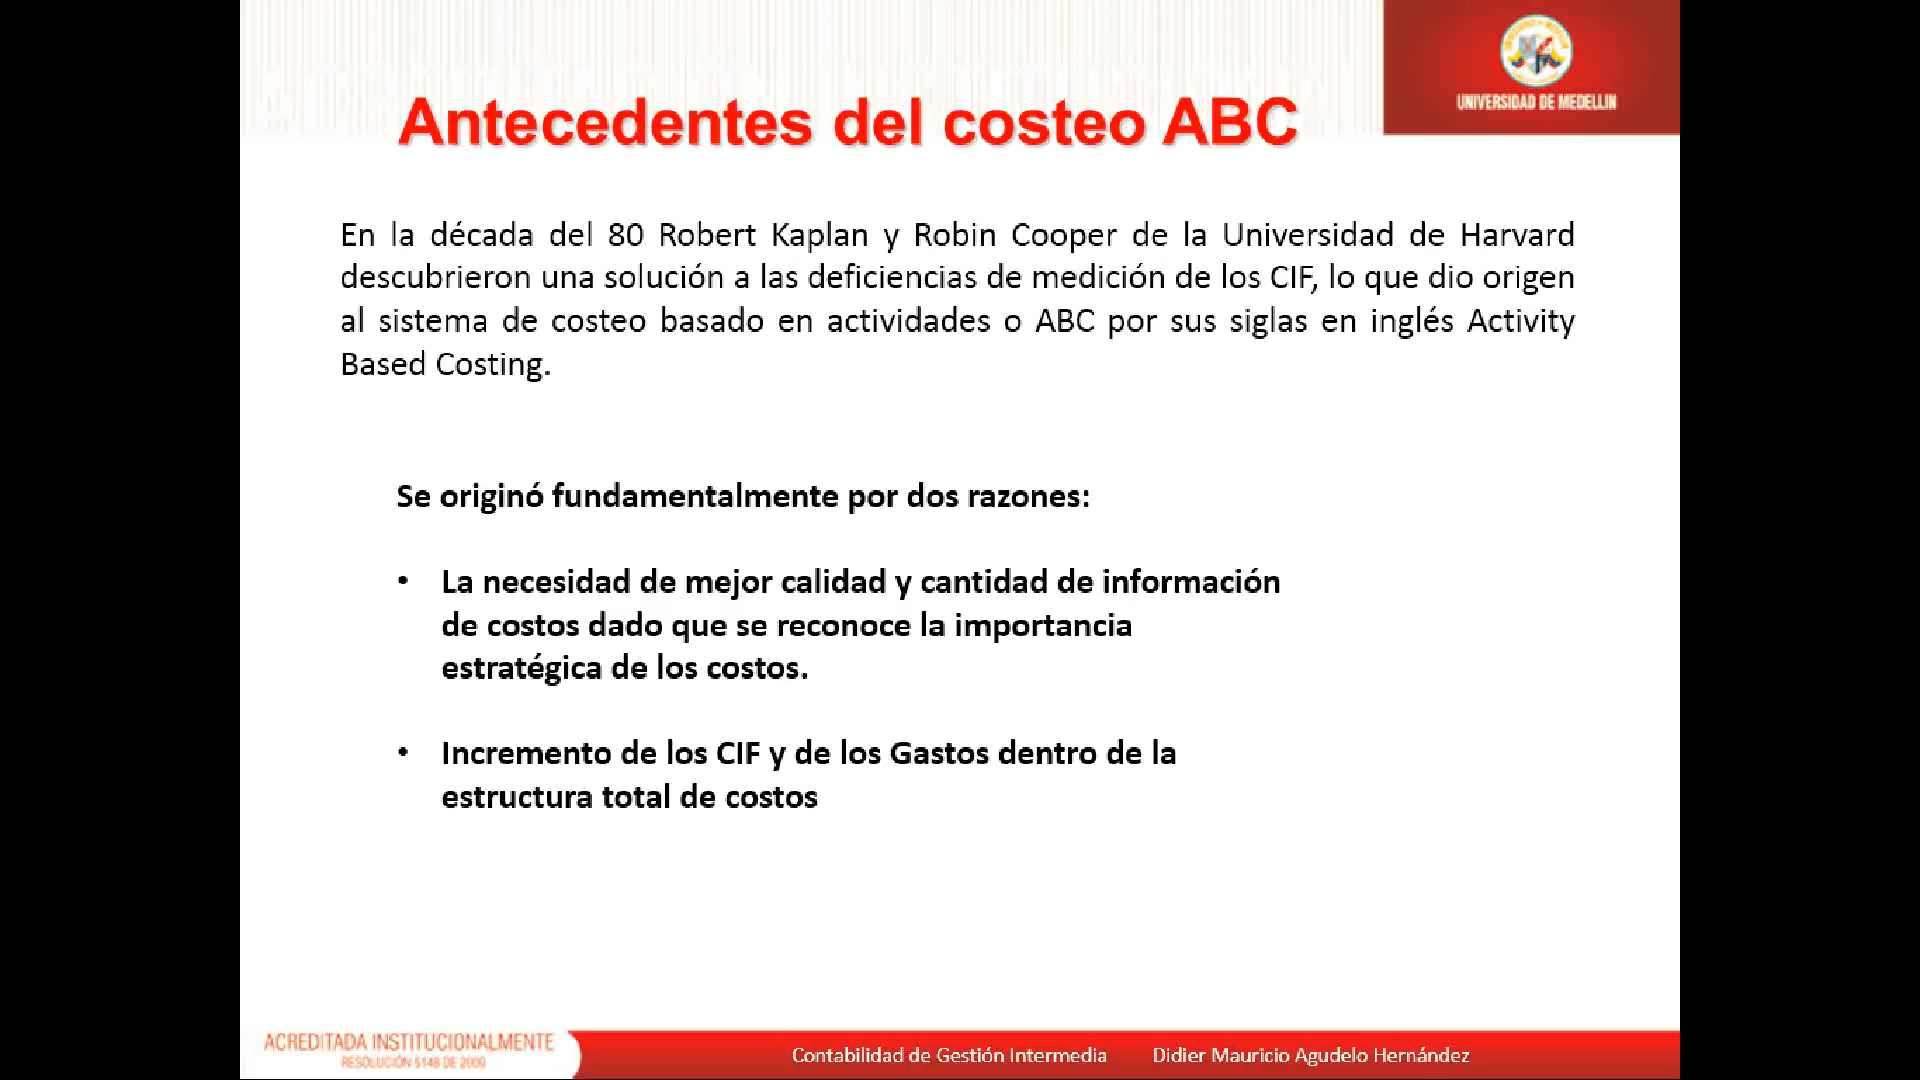 UNIVERSIDAD DE MEDELLIN
Antecedentes del costeo ABC
En la década del 80 Robert Kaplan y Robin Cooper de la Universidad de Harvard
descubrieron una solución a las deficiencias de medición de los CIF, lo que dio origen
al sistema de costeo basado en actividades o ABC por sus siglas en inglés Activity
Based Costing.
Se originó fundamentalmente por dos razones:
• La necesidad de mejor calidad y cantidad de información
de costos dado que se reconoce la importancia
estratégica de los costos.
• Incremento de los CIF y de los Gastos dentro de la
estructura total de costos
ACREDITADA INSTITUCIONALMENTE
RESOLUCIÓN 5148 DE 2009
Contabilidad de Gestión Intermedia Didier Mauricio Agudelo Hernández